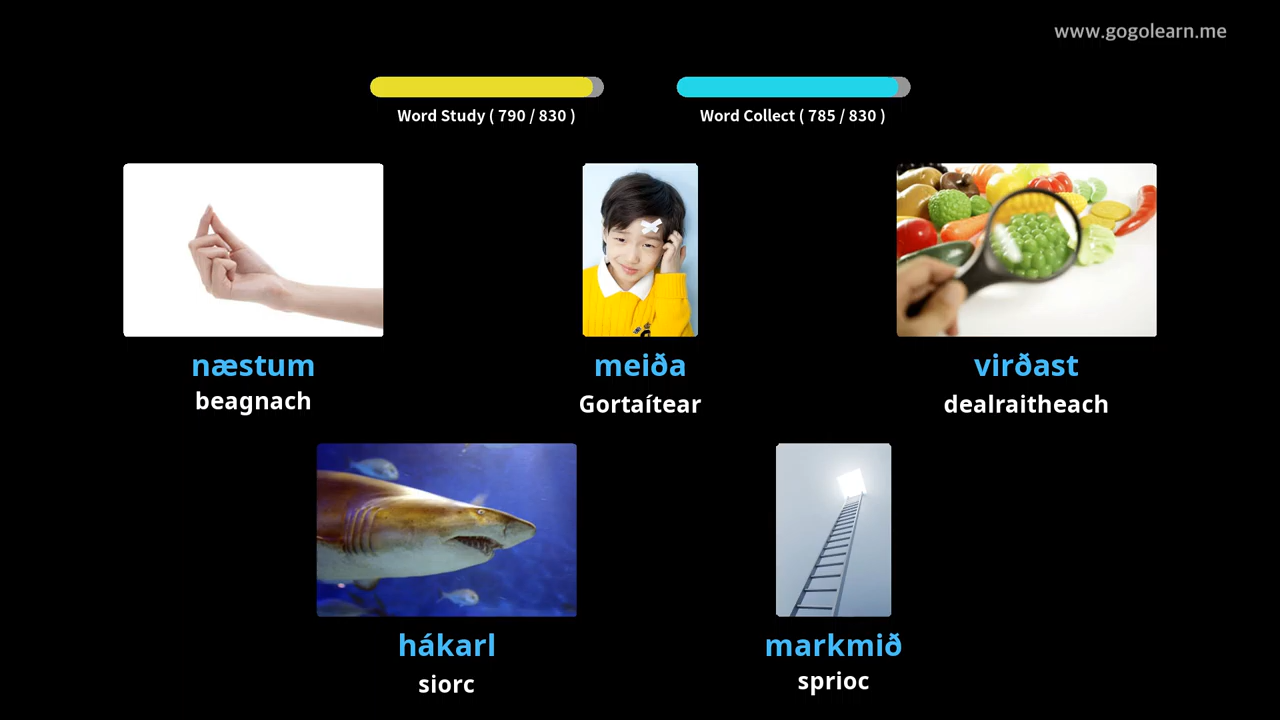 www.gogolearn.me
Word Study ( 790 / 830 )
Word Collect ( 785 / 830 )
næstum
beagnach
meiða
Gortaítear
virðast
dealraitheach
hákarl
siorc
markmið
sprioc